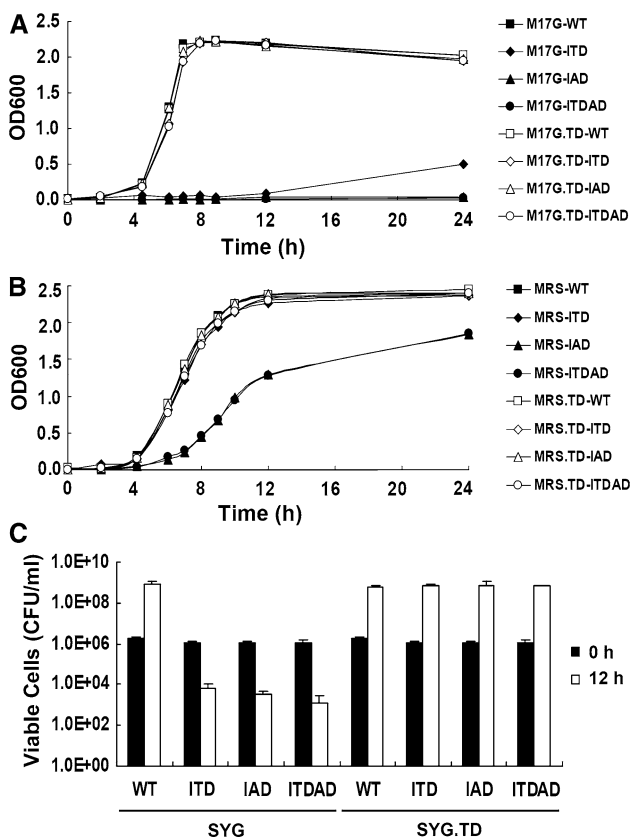 A
OD600
2.5
2.0
1.5
1.0
0.5
0.0
0 4 8 12 16 20 24
Time (h)
M17G-WT
M17G-ITD
M17G-IAD
M17G-ITDAD
M17G.TD-WT
M17G.TD-ITD
M17G.TD-IAD
M17G.TD-ITDAD
B
OD600
2.5
2.0
1.5
1.0
0.5
0.0
0 4 8 12 16 20 24
Time (h)
MRS-WT
MRS-ITD
MRS-IAD
MRS-ITDAD
MRS.TD-WT
MRS.TD-ITD
MRS.TD-IAD
MRS.TD-ITDAD
C
Viable Cells (CFU/ml)
1.0E+10
1.0E+08
1.0E+06
1.0E+04
1.0E+02
1.0E+00
WT ITD IAD ITDAD WT ITD IAD ITDAD
SYG SYG.TD
0 h
12 h